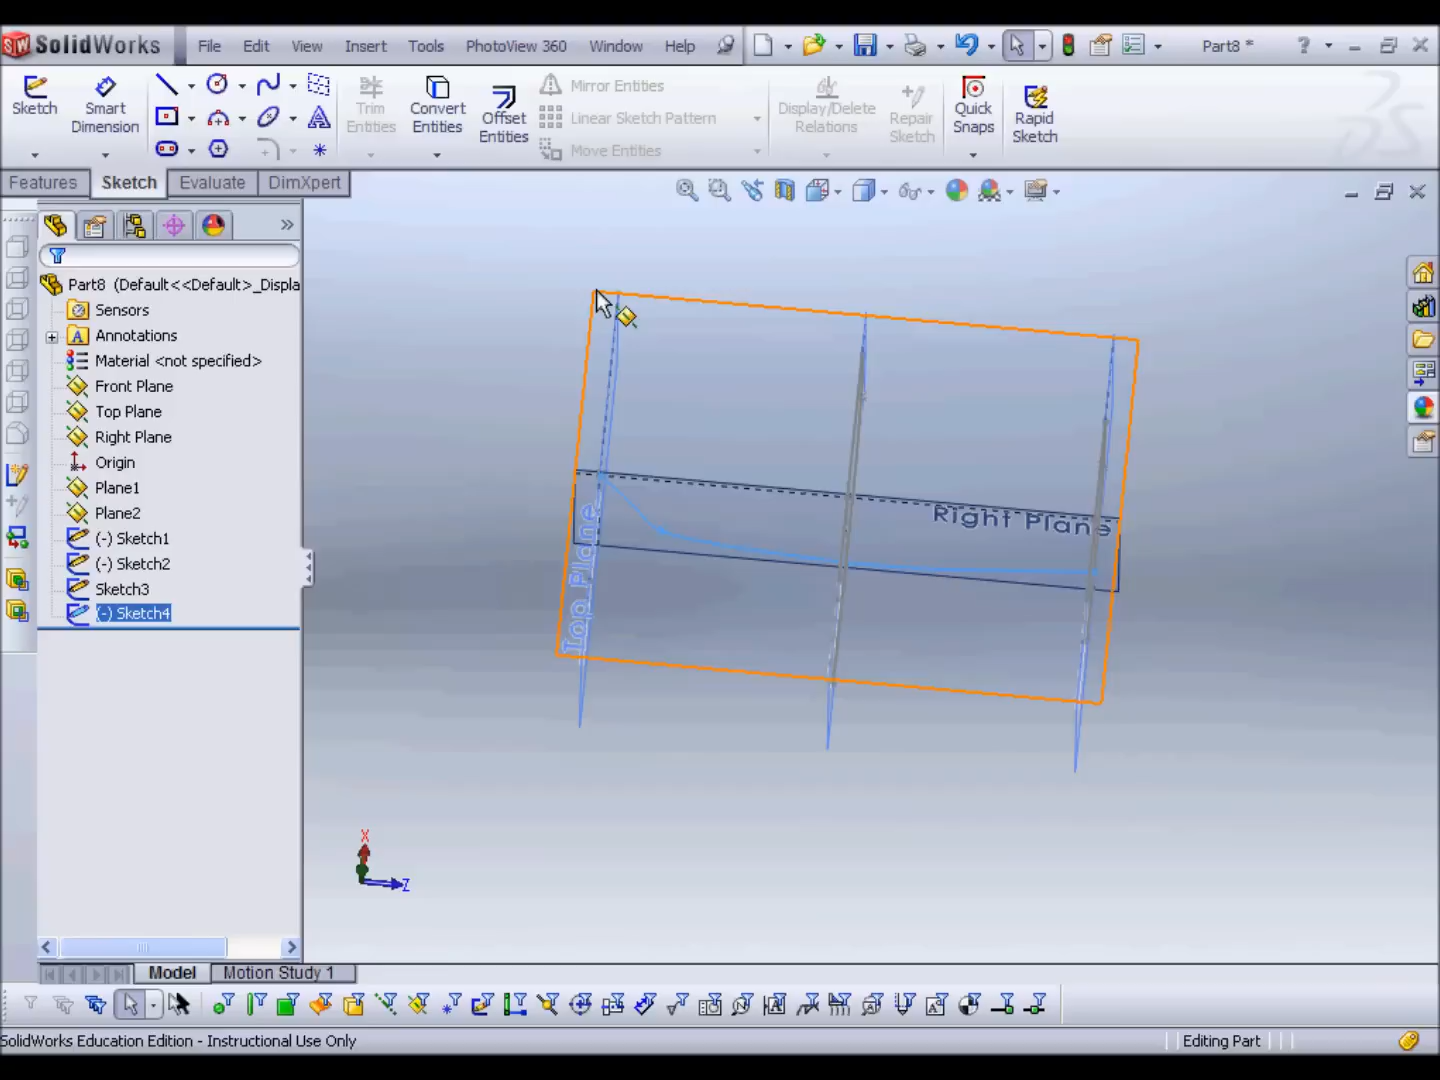 SolidWorks File Edit View Insert Tools PhotoView 360 Window Help Part8 * ?
Sketch Smart Dimension Trim Entities Convert Entities Offset Entities Mirror Entities Linear Sketch Pattern Move Entities Display/Delete Relations Repair Sketch Quick Snaps Rapid Sketch
Features Sketch Evaluate DimXpert
Part8 (Default<<Default>_Displa
Sensors
Annotations
Material <not specified>
Front Plane
Top Plane
Right Plane
Origin
Plane1
Plane2
(-) Sketch1
(-) Sketch2
Sketch3
(-) Sketch4
Right Plane
Top Plane
X
Z
Model Motion Study 1
SolidWorks Education Edition - Instructional Use Only Editing Part